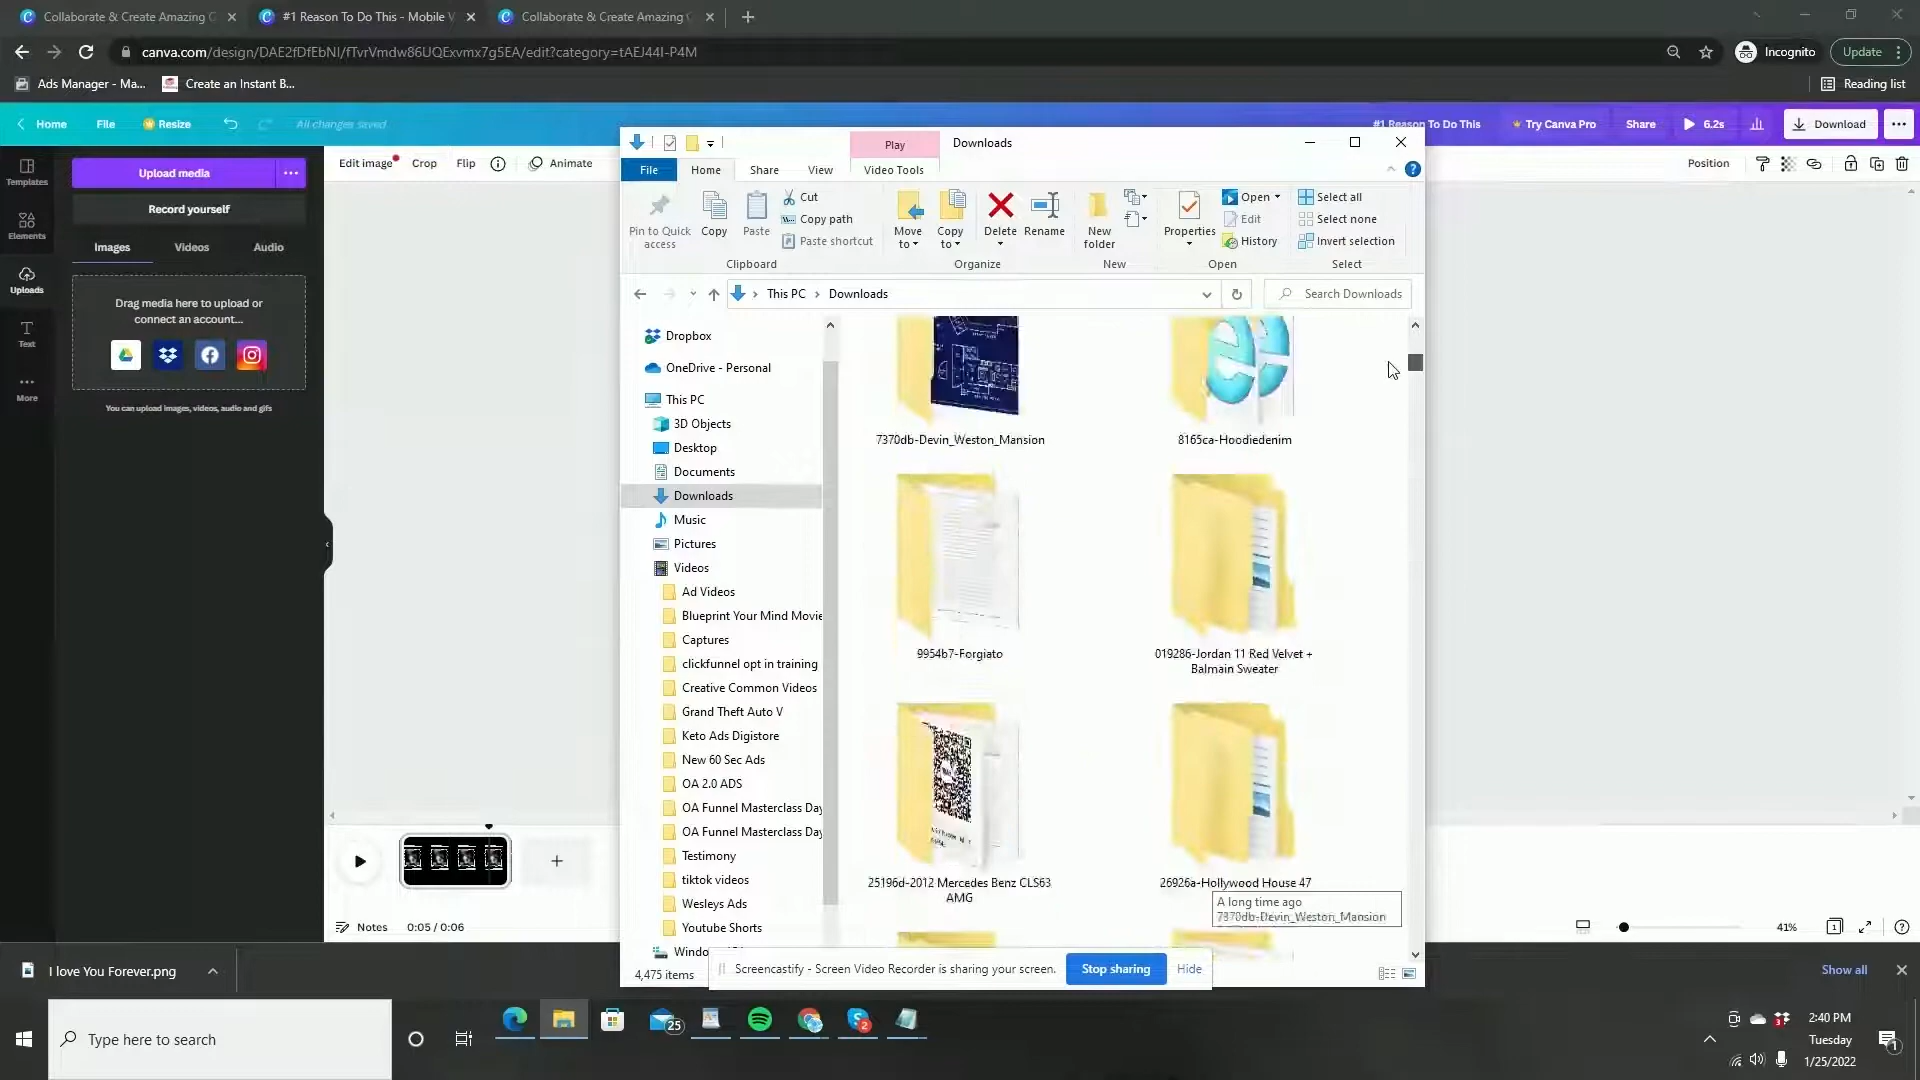 Collaborate & Create Amazing G
#1 Reason To Do This - Mobile V
Collaborate & Create Amazing G
canva.com/design/DAE2fDfEbNI/fTvrVmdw86UQExvmx7g5EA/edit?category=tAEJ44I-P4M
Incognito
Update
Ads Manager - Ma...
Create an Instant B...
Reading list
Home
File
Resize
All changes saved
#1 Reason To Do This
Try Canva Pro
Share
6.2s
Download
Templates
Elements
Uploads
Text
More
Upload media
Record yourself
Images
Videos
Audio
Drag media here to upload or
connect an account...
You can upload images, videos, audio and gifs
Edit image
Crop
Flip
Animate
Position
Play
Downloads
File
Home
Share
View
Video Tools
Pin to Quick
access
Copy
Paste
Cut
Copy path
Paste shortcut
Clipboard
Move
to
Copy
to
Delete
Rename
Organize
New
folder
New
Properties
Open
Edit
History
Open
Select all
Select none
Invert selection
Select
This PC
Downloads
Search Downloads
Dropbox
OneDrive - Personal
This PC
3D Objects
Desktop
Documents
Downloads
Music
Pictures
Videos
Ad Videos
Blueprint Your Mind Movie
Captures
clickfunnel opt in training
Creative Common Videos
Grand Theft Auto V
Keto Ads Digistore
New 60 Sec Ads
OA 2.0 ADS
OA Funnel Masterclass Day
OA Funnel Masterclass Day
Testimony
tiktok videos
Wesleys Ads
Youtube Shorts
7370db-Devin_Weston_Mansion
8165ca-Hoodiedenim
9954b7-Forgiato
019286-Jordan 11 Red Velvet +
Balmain Sweater
25196d-2012 Mercedes Benz CLS63
AMG
26926a-Hollywood House 47
A long time ago
7370db-Devin_Weston_Mansion
4,475 items
Screencastify - Screen Video Recorder is sharing your screen.
Stop sharing
Hide
Notes
0:05 / 0:06
41%
1
I love You Forever.png
Show all
Type here to search
25
2
3
2:40 PM
Tuesday
1/25/2022
1